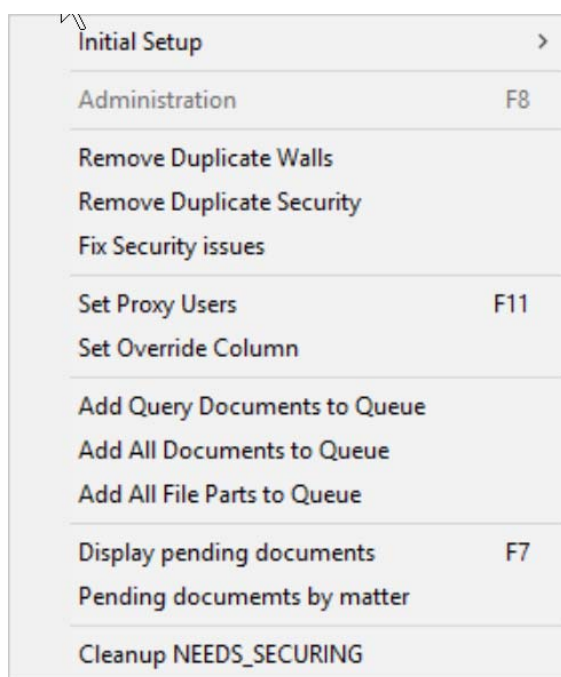 Initial Setup >
Administration F8
Remove Duplicate Walls
Remove Duplicate Security
Fix Security issues
Set Proxy Users F11
Set Override Column
Add Query Documents to Queue
Add All Documents to Queue
Add All File Parts to Queue
Display pending documents F7
Pending documemts by matter
Cleanup NEEDS_SECURING